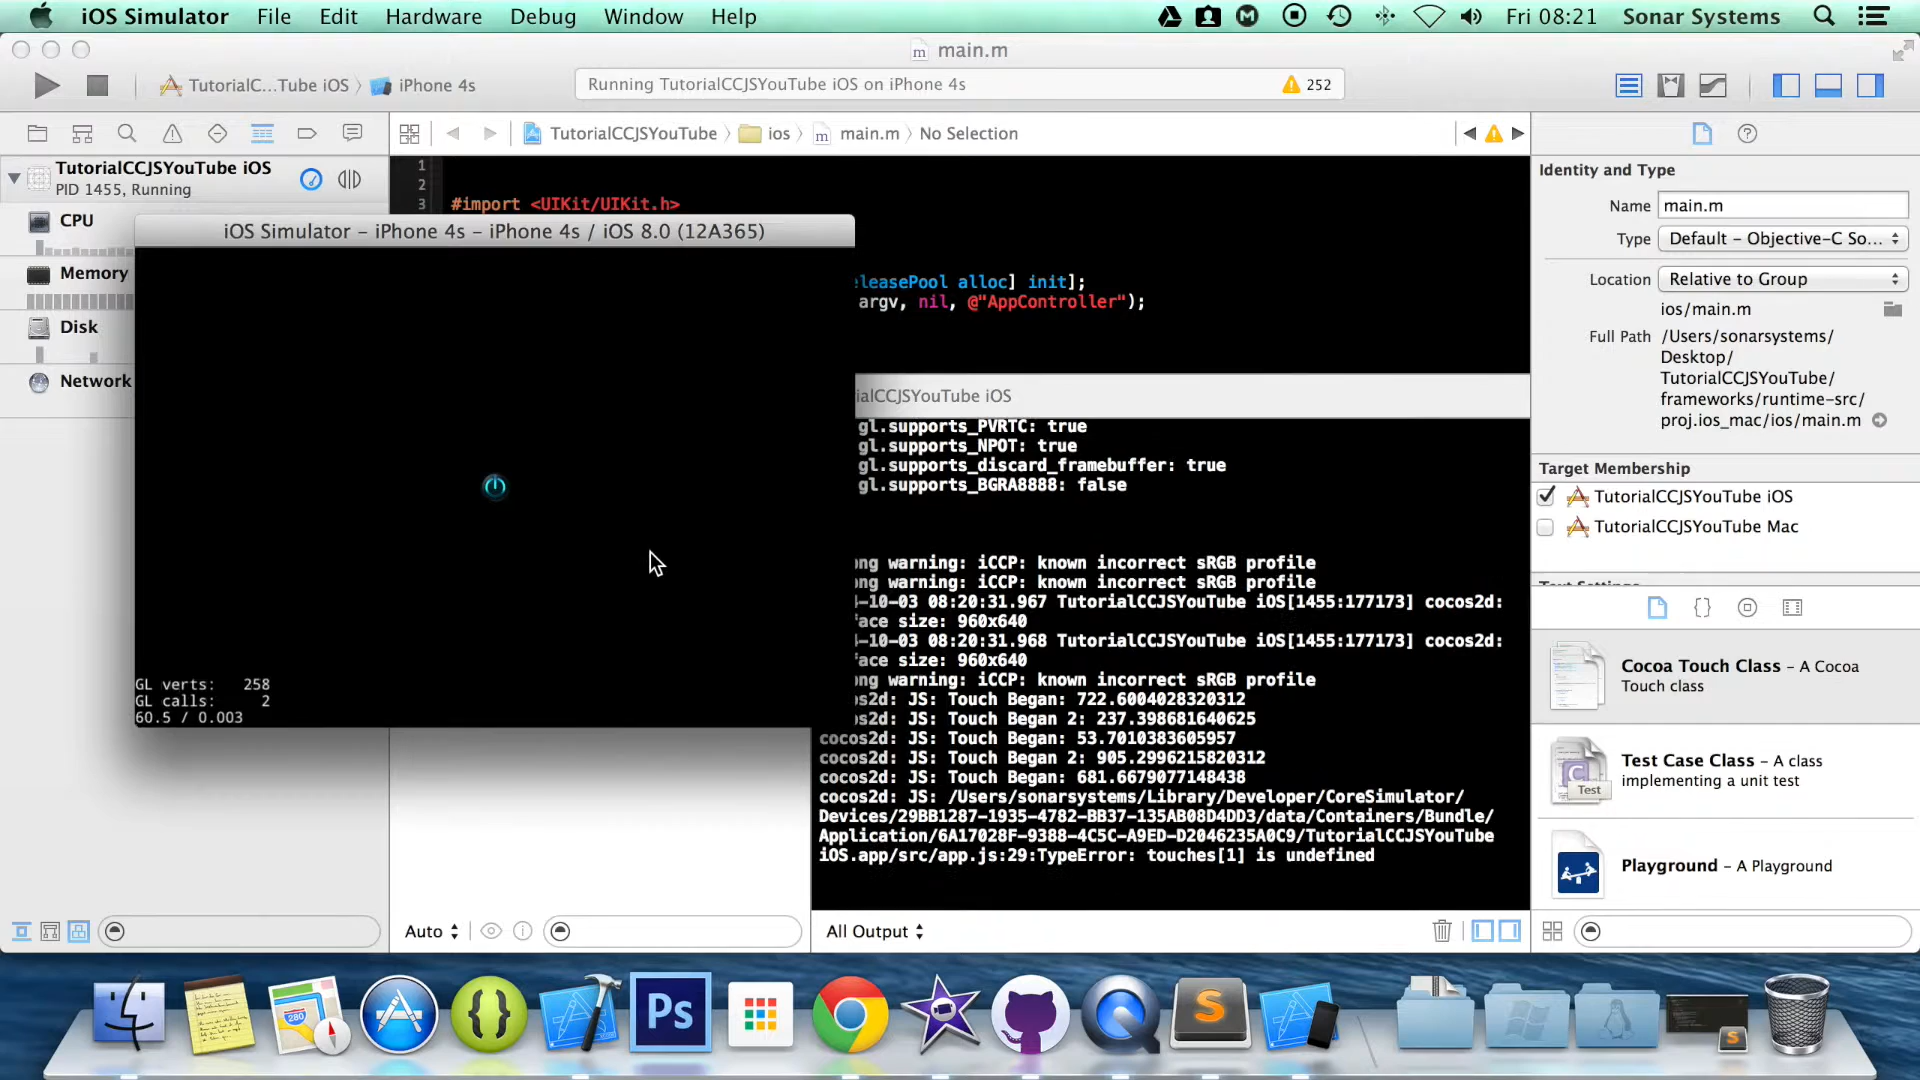 iOS Simulator File Edit Hardware Debug Window Help Fri 08:21 Sonar Systems
main.m
TutorialC...Tube iOS iPhone 4s Running TutorialCCJSYouTube iOS on iPhone 4s 252
TutorialCCJSYouTube ios main.m No Selection
TutorialCCJSYouTube iOS
PID 1455, Running
CPU
Memory
Disk
Network
1
2
3 #import <UIKit/UIKit.h>
eleasePool alloc] init];
argv, nil, @"AppController");
iOS Simulator – iPhone 4s – iPhone 4s / iOS 8.0 (12A365)
GL verts: 258
GL calls: 2
60.5 / 0.003
ialCCJSYouTube iOS
gl.supports_PVRTC: true
gl.supports_NPOT: true
gl.supports_discard_framebuffer: true
gl.supports_BGRA8888: false
ng warning: iCCP: known incorrect sRGB profile
ng warning: iCCP: known incorrect sRGB profile
-10-03 08:20:31.967 TutorialCCJSYouTube iOS[1455:177173] cocos2d:
face size: 960x640
-10-03 08:20:31.968 TutorialCCJSYouTube iOS[1455:177173] cocos2d:
face size: 960x640
ng warning: iCCP: known incorrect sRGB profile
os2d: JS: Touch Began: 722.6004028320312
os2d: JS: Touch Began 2: 237.398681640625
cocos2d: JS: Touch Began: 53.7010383605957
cocos2d: JS: Touch Began 2: 905.2996215820312
cocos2d: JS: Touch Began: 681.6679077148438
cocos2d: JS: /Users/sonarsystems/Library/Developer/CoreSimulator/
Devices/29BB1287-1935-4782-BB37-135AB08D4DD3/data/Containers/Bundle/
Application/6A17028F-9388-4C5C-A9ED-D2046235A0C9/TutorialCCJSYouTube
iOS.app/src/app.js:29:TypeError: touches[1] is undefined
Auto
All Output
Identity and Type
Name main.m
Type Default – Objective-C So...
Location Relative to Group
ios/main.m
Full Path /Users/sonarsystems/
Desktop/
TutorialCCJSYouTube/
frameworks/runtime-src/
proj.ios_mac/ios/main.m
Target Membership
TutorialCCJSYouTube iOS
TutorialCCJSYouTube Mac
Text Settings
Cocoa Touch Class – A Cocoa
Touch class
Test Case Class – A class
implementing a unit test
Test
Playground – A Playground
280
Ps